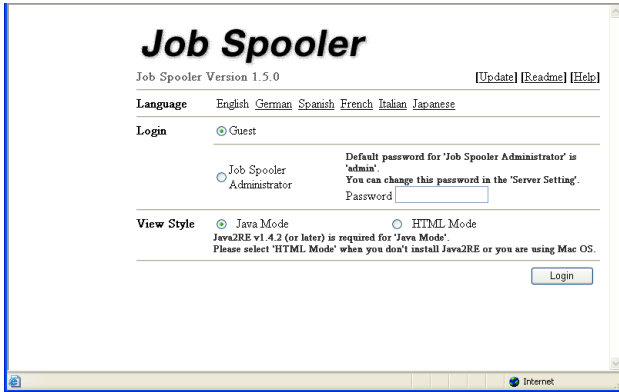 Job Spooler
Job Spooler Version 1.5.0 [Update] [Readme] [Help]
Language English German Spanish French Italian Japanese
Login Guest
Job Spooler
Administrator
Default password for 'Job Spooler Administrator' is
'admin'.
You can change this password in the 'Server Setting'.
Password
View Style Java Mode HTML Mode
Java2RE v1.4.2 (or later) is required for 'Java Mode'.
Please select 'HTML Mode' when you don't install Java2RE or you are using Mac OS.
Login
Internet